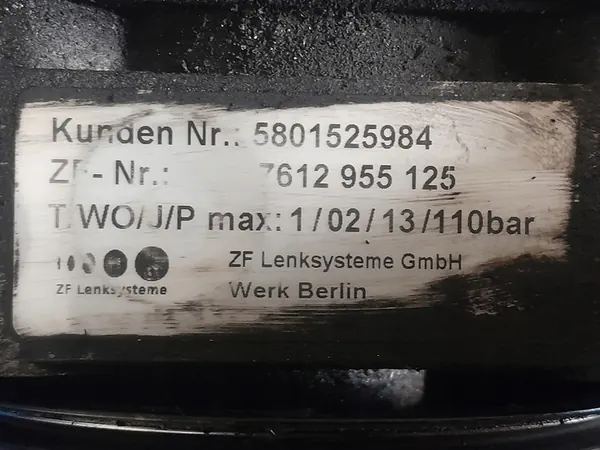 Kunden Nr.: 5801525984
ZF - Nr.: 7612 955 125
T/WO/J/P max: 1/02/13/110bar
ZF Lenksysteme GmbH
ZF Lenksysteme
Werk Berlin